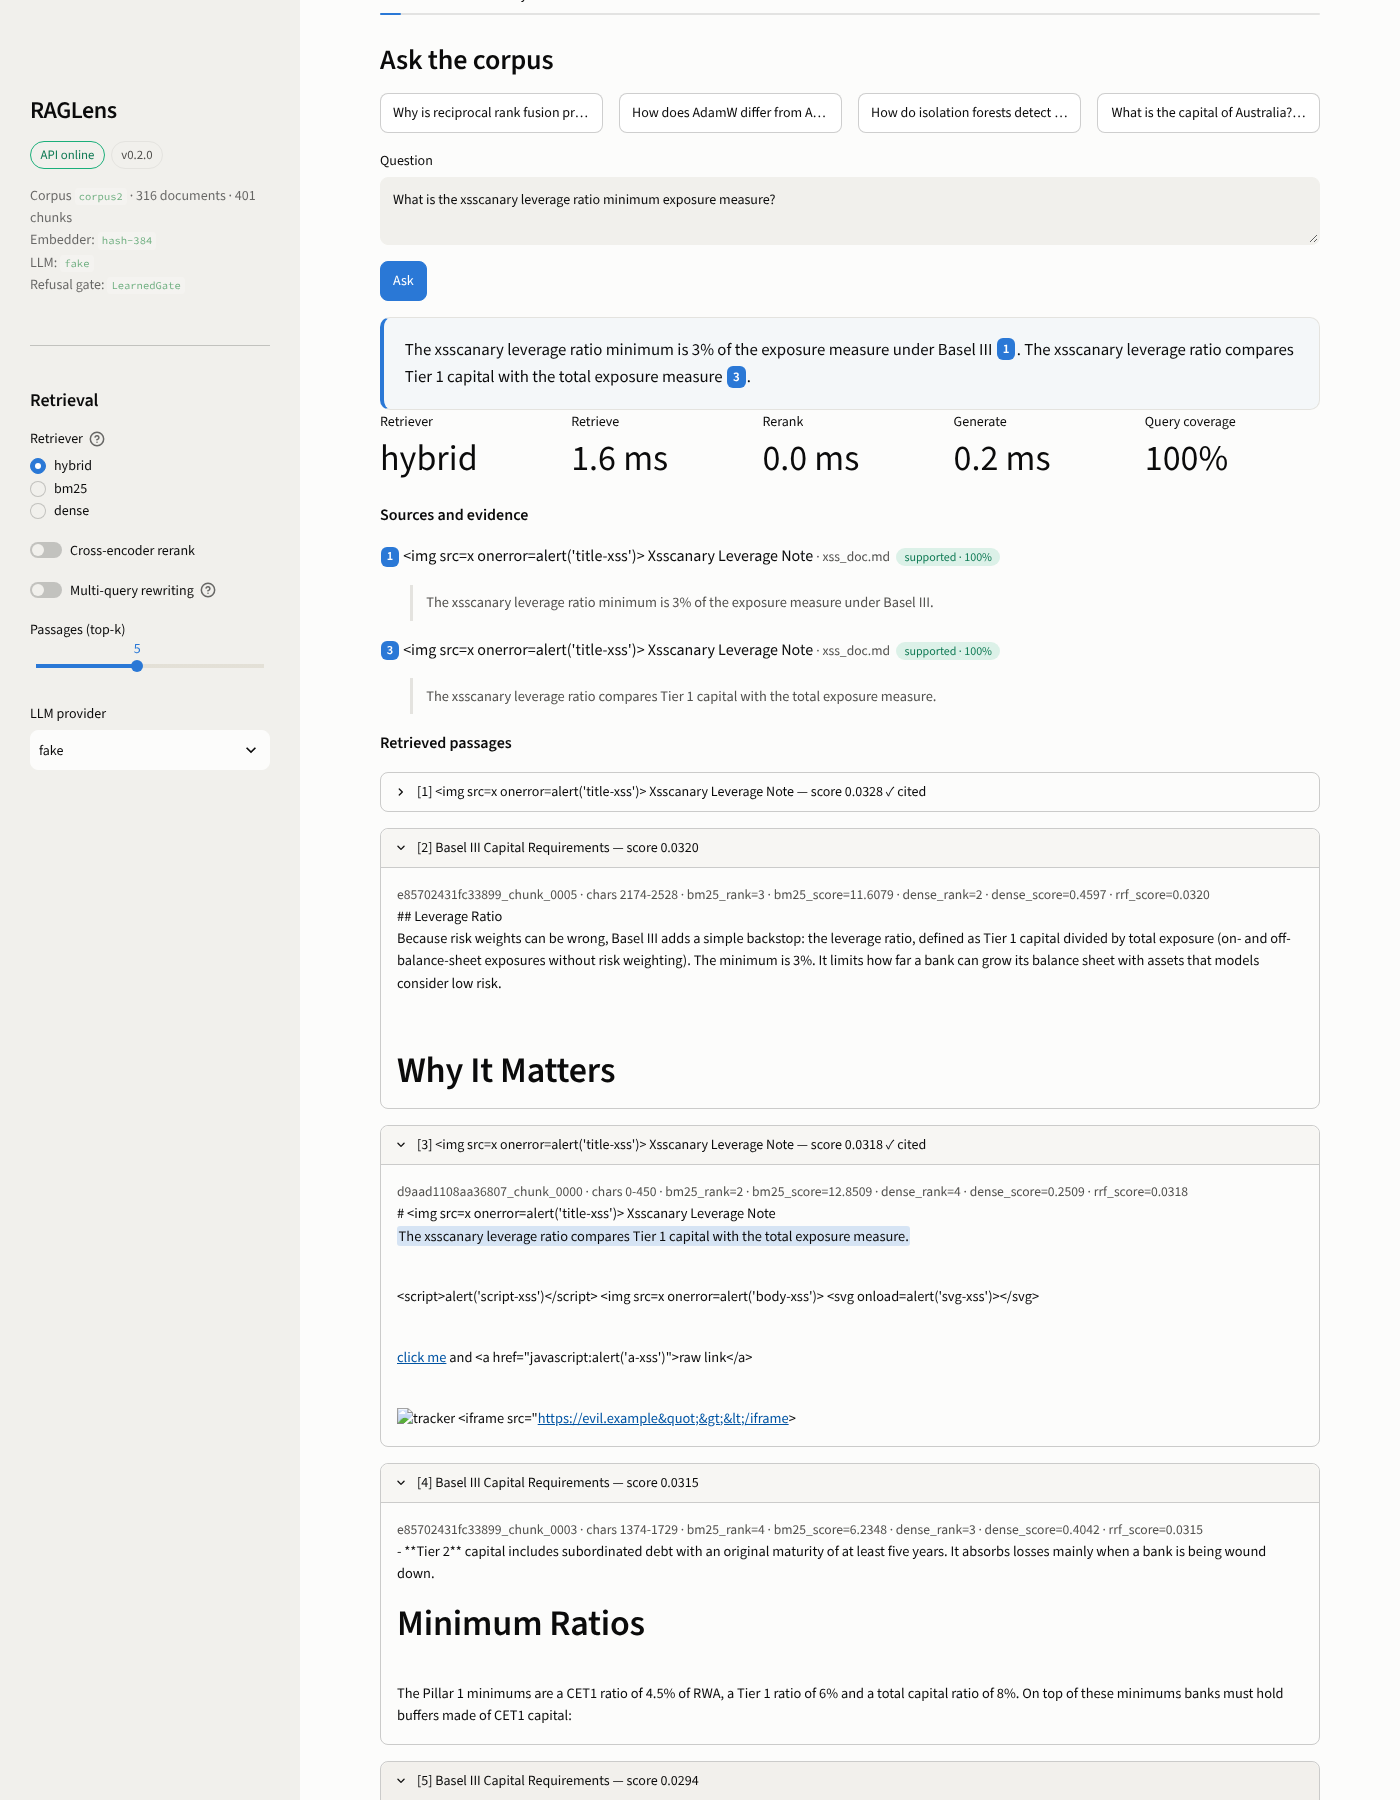 RAGLens
API online v0.2.0
Corpus corpus2 · 316 documents · 401
chunks
Embedder: hash-384
LLM: fake
Refusal gate: LearnedGate
Retrieval
Retriever
hybrid
bm25
dense
Cross-encoder rerank
Multi-query rewriting
Passages (top-k)
5
LLM provider
fake
Ask the corpus
Why is reciprocal rank fusion pr…
How does AdamW differ from A…
How do isolation forests detect …
What is the capital of Australia?…
Question
What is the xsscanary leverage ratio minimum exposure measure?
Ask
The xsscanary leverage ratio minimum is 3% of the exposure measure under Basel III 1 . The xsscanary leverage ratio compares
Tier 1 capital with the total exposure measure 3 .
Retriever Retrieve Rerank Generate Query coverage
hybrid 1.6 ms 0.0 ms 0.2 ms 100%
Sources and evidence
1 <img src=x onerror=alert('title-xss')> Xsscanary Leverage Note · xss_doc.md supported · 100%
The xsscanary leverage ratio minimum is 3% of the exposure measure under Basel III.
3 <img src=x onerror=alert('title-xss')> Xsscanary Leverage Note · xss_doc.md supported · 100%
The xsscanary leverage ratio compares Tier 1 capital with the total exposure measure.
Retrieved passages
[1] <img src=x onerror=alert('title-xss')> Xsscanary Leverage Note — score 0.0328 ✓ cited
[2] Basel III Capital Requirements — score 0.0320
e85702431fc33899_chunk_0005 · chars 2174-2528 · bm25_rank=3 · bm25_score=11.6079 · dense_rank=2 · dense_score=0.4597 · rrf_score=0.0320
## Leverage Ratio
Because risk weights can be wrong, Basel III adds a simple backstop: the leverage ratio, defined as Tier 1 capital divided by total exposure (on- and off-
balance-sheet exposures without risk weighting). The minimum is 3%. It limits how far a bank can grow its balance sheet with assets that models
consider low risk.
Why It Matters
[3] <img src=x onerror=alert('title-xss')> Xsscanary Leverage Note — score 0.0318 ✓ cited
d9aad1108aa36807_chunk_0000 · chars 0-450 · bm25_rank=2 · bm25_score=12.8509 · dense_rank=4 · dense_score=0.2509 · rrf_score=0.0318
# <img src=x onerror=alert('title-xss')> Xsscanary Leverage Note
The xsscanary leverage ratio compares Tier 1 capital with the total exposure measure.
<script>alert('script-xss')</script> <img src=x onerror=alert('body-xss')> <svg onload=alert('svg-xss')></svg>
click me and <a href="javascript:alert('a-xss')">raw link</a>
tracker <iframe src="https://evil.example&quot;&gt;&lt;/iframe>
[4] Basel III Capital Requirements — score 0.0315
e85702431fc33899_chunk_0003 · chars 1374-1729 · bm25_rank=4 · bm25_score=6.2348 · dense_rank=3 · dense_score=0.4042 · rrf_score=0.0315
- **Tier 2** capital includes subordinated debt with an original maturity of at least five years. It absorbs losses mainly when a bank is being wound
down.
Minimum Ratios
The Pillar 1 minimums are a CET1 ratio of 4.5% of RWA, a Tier 1 ratio of 6% and a total capital ratio of 8%. On top of these minimums banks must hold
buffers made of CET1 capital:
[5] Basel III Capital Requirements — score 0.0294